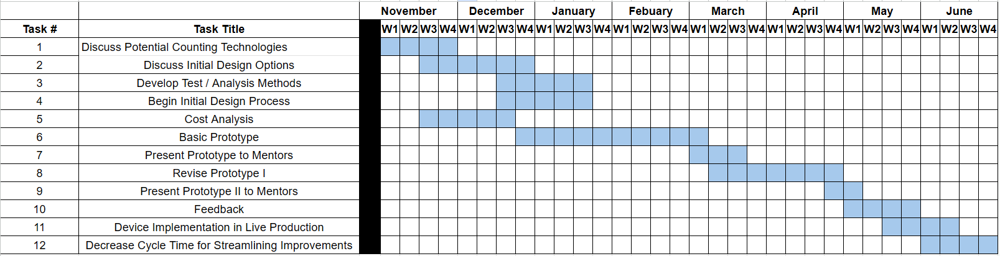 November December January Febuary March April May June
Task # Task Title W1 W2 W3 W4 W1 W2 W3 W4 W1 W2 W3 W4 W1 W2 W3 W4 W1 W2 W3 W4 W1 W2 W3 W4 W1 W2 W3 W4 W1 W2 W3 W4
1 Discuss Potential Counting Technologies
2 Discuss Initial Design Options
3 Develop Test / Analysis Methods
4 Begin Initial Design Process
5 Cost Analysis
6 Basic Prototype
7 Present Prototype to Mentors
8 Revise Prototype I
9 Present Prototype II to Mentors
10 Feedback
11 Device Implementation in Live Production
12 Decrease Cycle Time for Streamlining Improvements